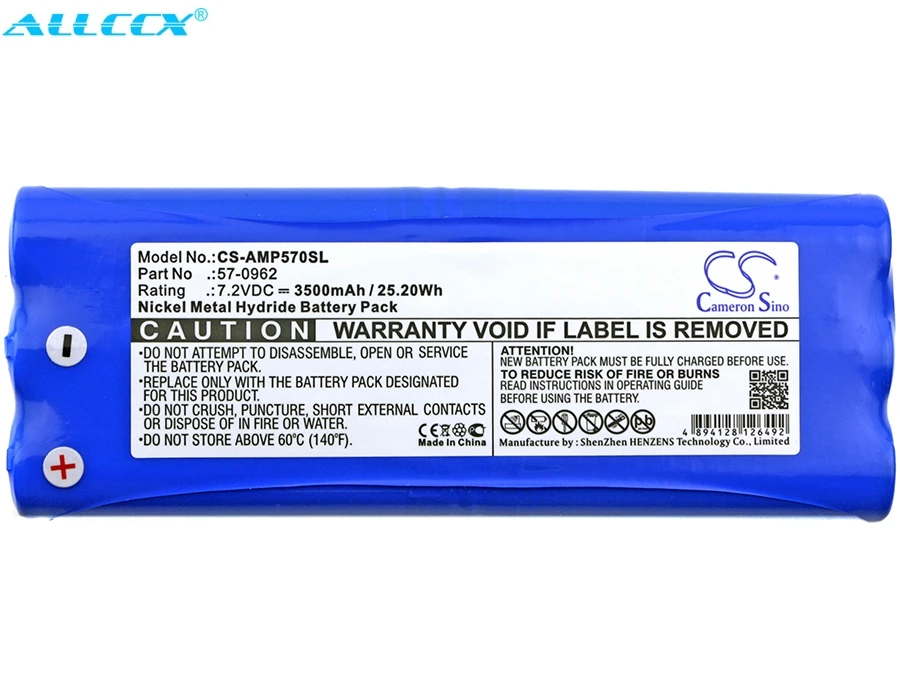 ALLCCX®
Model No.:CS-AMP570SL
Part No .:57-0962
Rating .:7.2VDC ⎓ 3500mAh / 25.20Wh
Nickel Metal Hydride Battery Pack
CS
Cameron Sino
CAUTION WARRANTY VOID IF LABEL IS REMOVED
•DO NOT ATTEMPT TO DISASSEMBLE, OPEN OR SERVICE
THE BATTERY PACK.
•REPLACE ONLY WITH THE BATTERY PACK DESIGNATED
FOR THIS PRODUCT.
•DO NOT CRUSH, PUNCTURE, SHORT EXTERNAL CONTACTS
OR DISPOSE OF IN FIRE OR WATER.
•DO NOT STORE ABOVE 60°C (140°F).
CE Made In China
ATTENTION!
NEW BATTERY PACK MUST BE FULLY CHARGED BEFORE USE.
TO REDUCE RISK OF FIRE OR BURNS
READ INSTRUCTIONS IN OPERATING GUIDE
BEFORE USING THE BATTERY.
4 894128 126492
Manufacture by : ShenZhen HENZENS Technology Co., Limited
-
+